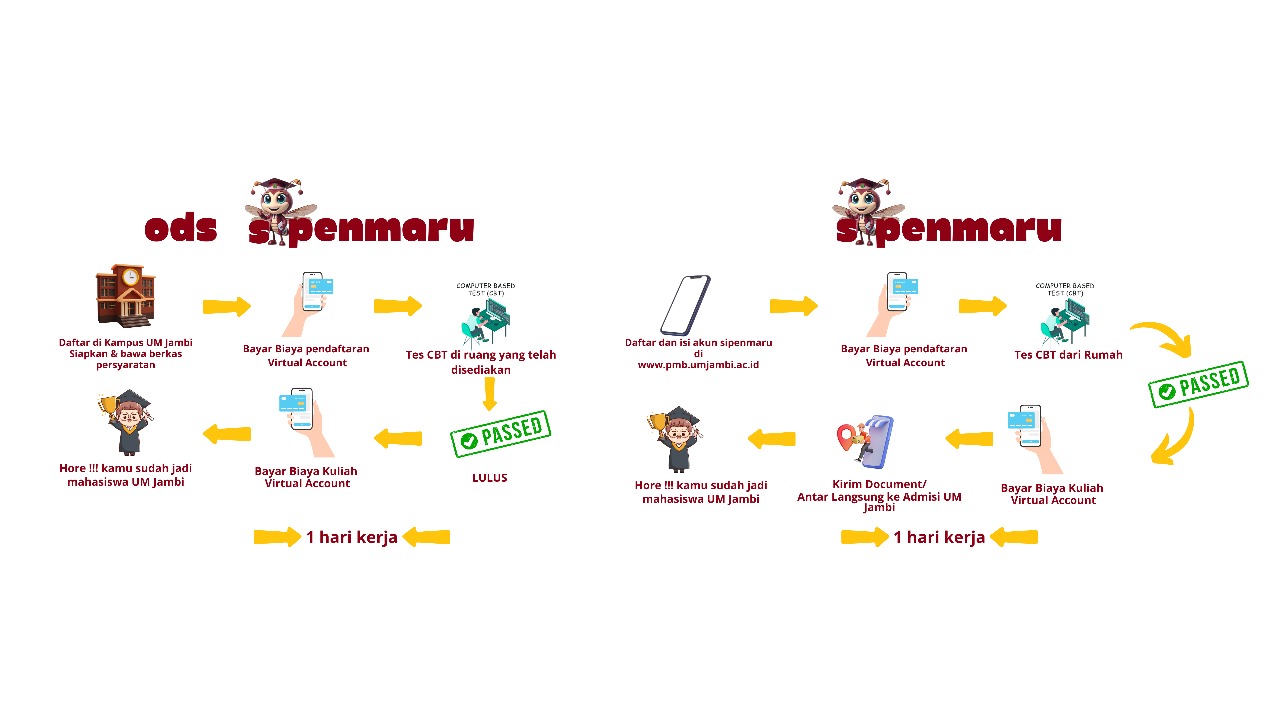 ods sipenmaru
COMPUTER BASED
TEST (CBT)
Daftar di Kampus UM Jambi
Siapkan & bawa berkas
persyaratan
Bayar Biaya pendaftaran
Virtual Account
Tes CBT di ruang yang telah
disediakan
PASSED
LULUS
Bayar Biaya Kuliah
Virtual Account
Hore !!! kamu sudah jadi
mahasiswa UM Jambi
1 hari kerja
sipenmaru
COMPUTER BASED
TEST (CBT)
Daftar dan isi akun sipenmaru
di
www.pmb.umjambi.ac.id
Bayar Biaya pendaftaran
Virtual Account
Tes CBT dari Rumah
PASSED
Bayar Biaya Kuliah
Virtual Account
Kirim Document/
Antar Langsung ke Admisi UM
Jambi
Hore !!! kamu sudah jadi
mahasiswa UM Jambi
1 hari kerja